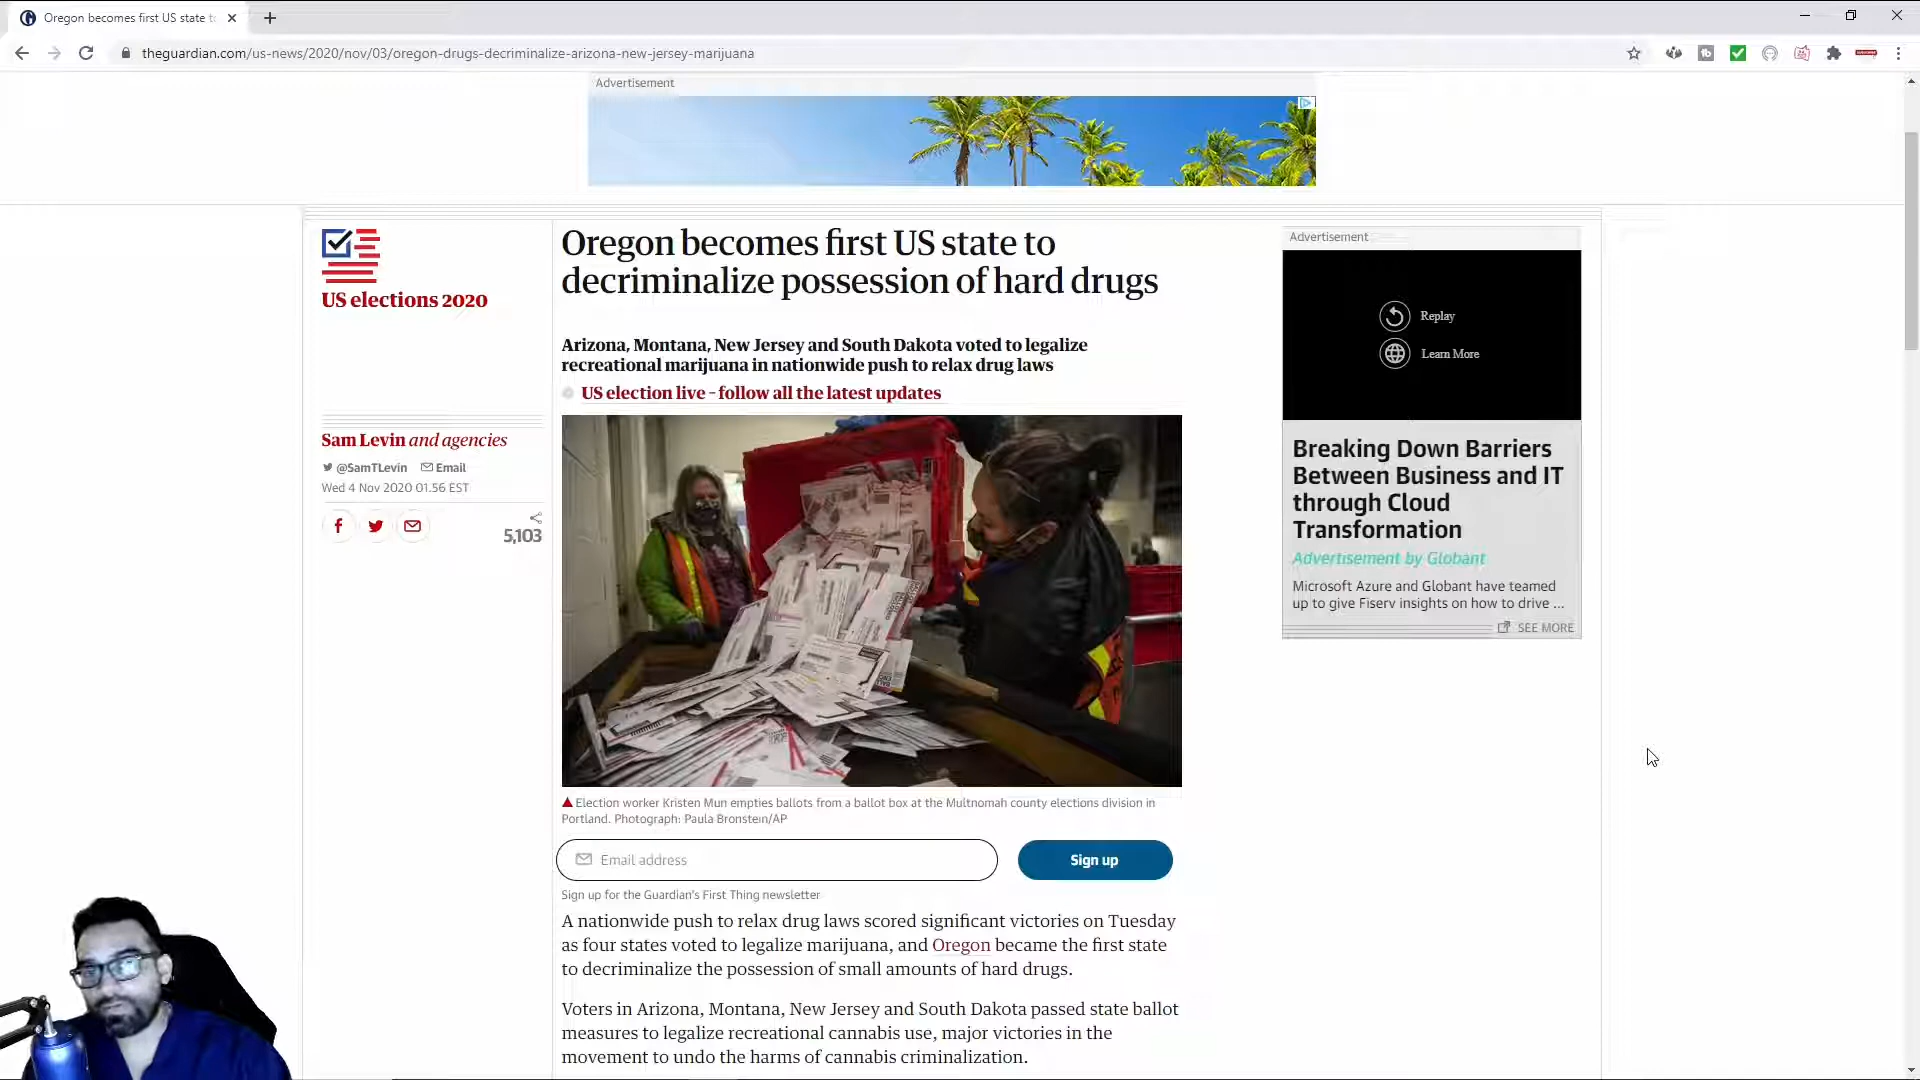 Oregon becomes first US state to
theguardian.com/us-news/2020/nov/03/oregon-drugs-decriminalize-arizona-new-jersey-marijuana
Advertisement
US elections 2020
Oregon becomes first US state to
decriminalize possession of hard drugs
Arizona, Montana, New Jersey and South Dakota voted to legalize
recreational marijuana in nationwide push to relax drug laws
US election live – follow all the latest updates
Sam Levin and agencies
@SamTLevin Email
Wed 4 Nov 2020 01.56 EST
5,103
Election worker Kristen Mun empties ballots from a ballot box at the Multnomah county elections division in
Portland. Photograph: Paula Bronstein/AP
Email address
Sign up
Sign up for the Guardian's First Thing newsletter
A nationwide push to relax drug laws scored significant victories on Tuesday
as four states voted to legalize marijuana, and Oregon became the first state
to decriminalize the possession of small amounts of hard drugs.
Voters in Arizona, Montana, New Jersey and South Dakota passed state ballot
measures to legalize recreational cannabis use, major victories in the
movement to undo the harms of cannabis criminalization.
Advertisement
Replay
Learn More
Breaking Down Barriers
Between Business and IT
through Cloud
Transformation
Advertisement by Globant
Microsoft Azure and Globant have teamed
up to give Fiserv insights on how to drive ...
SEE MORE